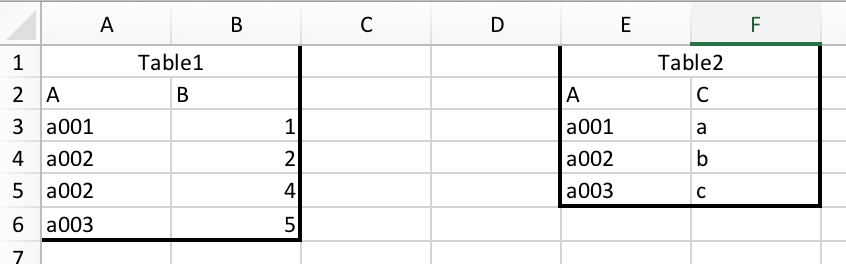 A B C D E F
1 Table1 Table2
2 A B A C
3 a001 1 a001 a
4 a002 2 a002 b
5 a002 4 a003 c
6 a003 5
7